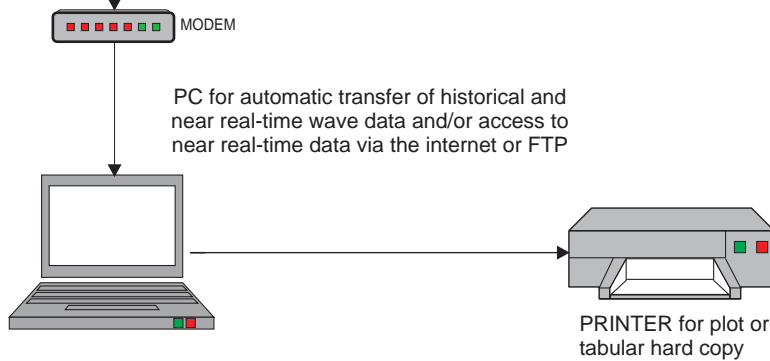 MODEM
PC for automatic transfer of historical and
near real-time wave data and/or access to
near real-time data via the internet or FTP
PRINTER for plot or
tabular hard copy